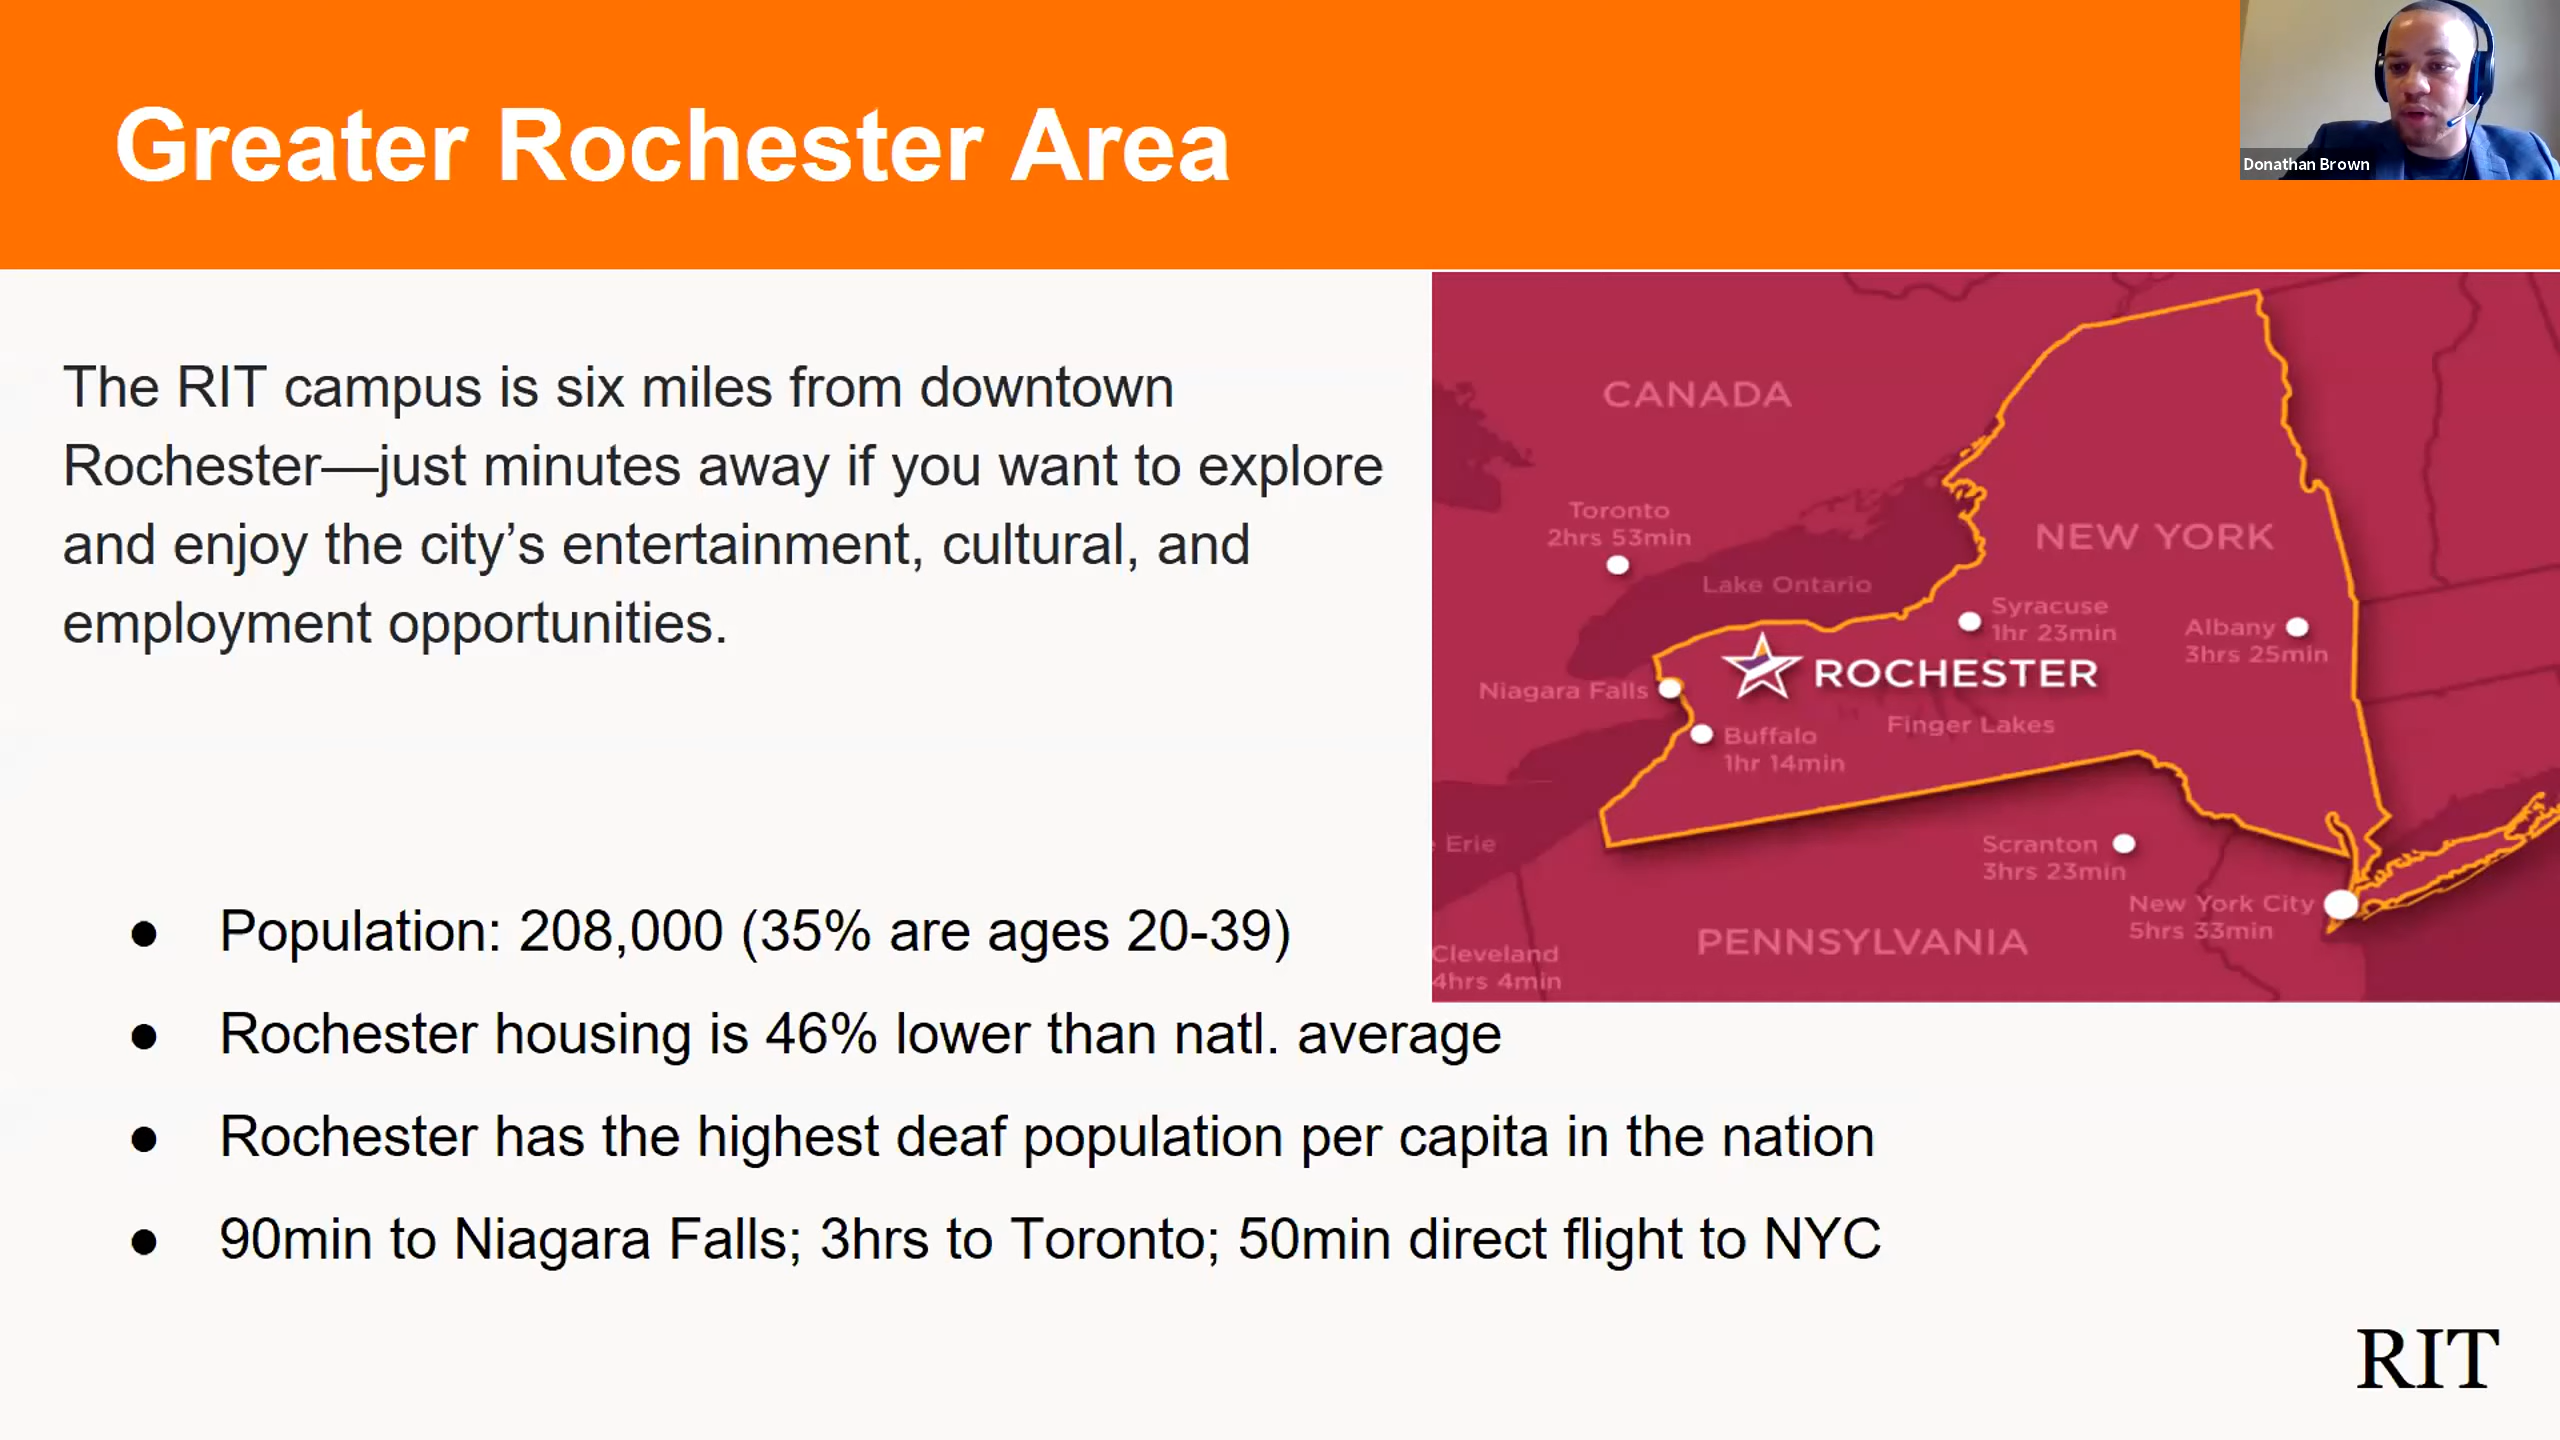 Greater Rochester Area
Donathan Brown
The RIT campus is six miles from downtown
Rochester—just minutes away if you want to explore
and enjoy the city’s entertainment, cultural, and
employment opportunities.
CANADA
Toronto
2hrs 53min
NEW YORK
Lake Ontario
Syracuse
1hr 23min
Albany
3hrs 25min
ROCHESTER
Niagara Falls
Finger Lakes
Buffalo
1hr 14min
e Erie
Scranton
3hrs 23min
New York City
5hrs 33min
PENNSYLVANIA
Cleveland
4hrs 4min
● Population: 208,000 (35% are ages 20-39)
● Rochester housing is 46% lower than natl. average
● Rochester has the highest deaf population per capita in the nation
● 90min to Niagara Falls; 3hrs to Toronto; 50min direct flight to NYC
RIT